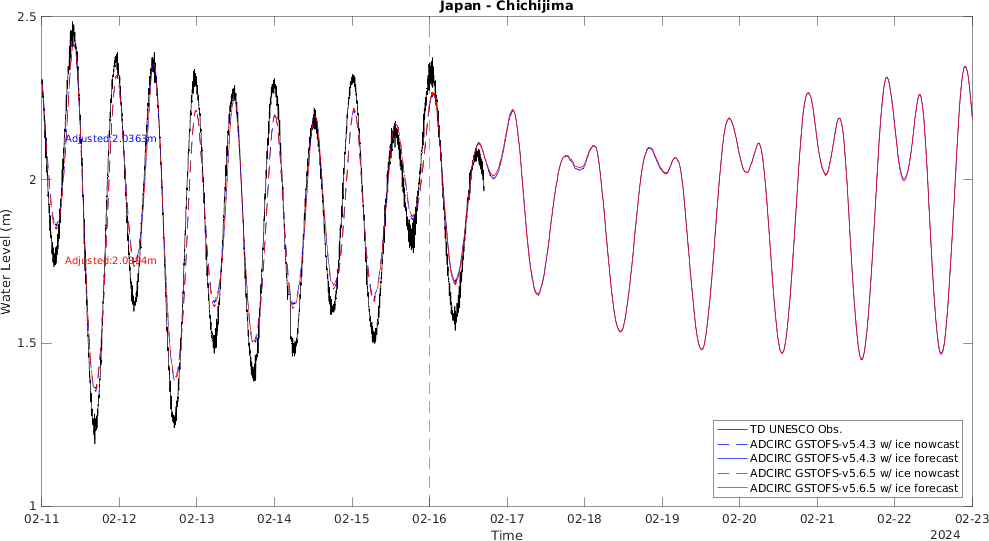 Japan - Chichijima
2.5
2
1.5
1
Water Level (m)
Adjusted:2.0363m
02-11 02-12 02-13 02-14 02-15 02-16 02-17 02-18 02-19 02-20 02-21 02-22 02-23
Time
2024
TD UNESCO Obs.
ADCIRC GSTOFS-v5.4.3 w/ ice nowcast
ADCIRC GSTOFS-v5.4.3 w/ ice forecast
ADCIRC GSTOFS-v5.6.5 w/ ice nowcast
ADCIRC GSTOFS-v5.6.5 w/ ice forecast